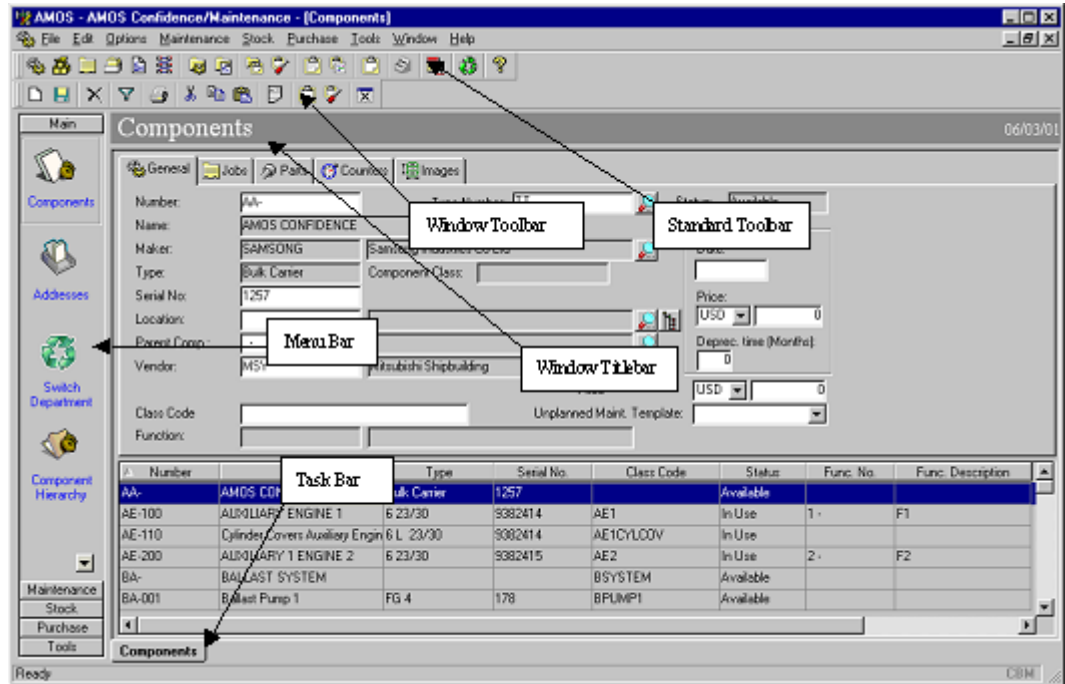 AMOS - AMOS Confidence/Maintenance - [Components]
File Edit Options Maintenance Stock Purchase Tools Window Help
Main
Components 06/03/01
General Jobs Parts Counters Images
Components
Number: AA-
Window Toolbar
Standard Toolbar
Name: AMOS CONFIDENCE
Maker: SAMSONG
Type: Bulk Carrier Component Class:
Addresses
Serial No: 1257
Price:
Location: USD 0
Menu Bar
Parent Comp.: Deprec. time (Months):
0
Vendor: MSY Mitsubishi Shipbuilding
Window Titlebar
Switch
Department
USD 0
Class Code Unplanned Maint. Template:
Function:
Component
Hierarchy
Task Bar
Number Type Serial No. Class Code Status Func. No. Func. Description
AA- AMOS CON Bulk Carrier 1257 Available
AE-100 AUXILIARY ENGINE 1 6 23/30 9382414 AE1 In Use 1 - F1
AE-110 Cylinder Covers Auxiliary Engin 6 L 23/30 9382414 AE1CYLCOV In Use
AE-200 AUXILIARY 1 ENGINE 2 6 23/30 9382415 AE2 In Use 2 - F2
BA- BALLAST SYSTEM BSYSTEM Available
BA-001 Ballast Pump 1 FG 4 178 BPUMP1 Available
Maintenance
Stock
Purchase
Tools
Components
Ready CBM